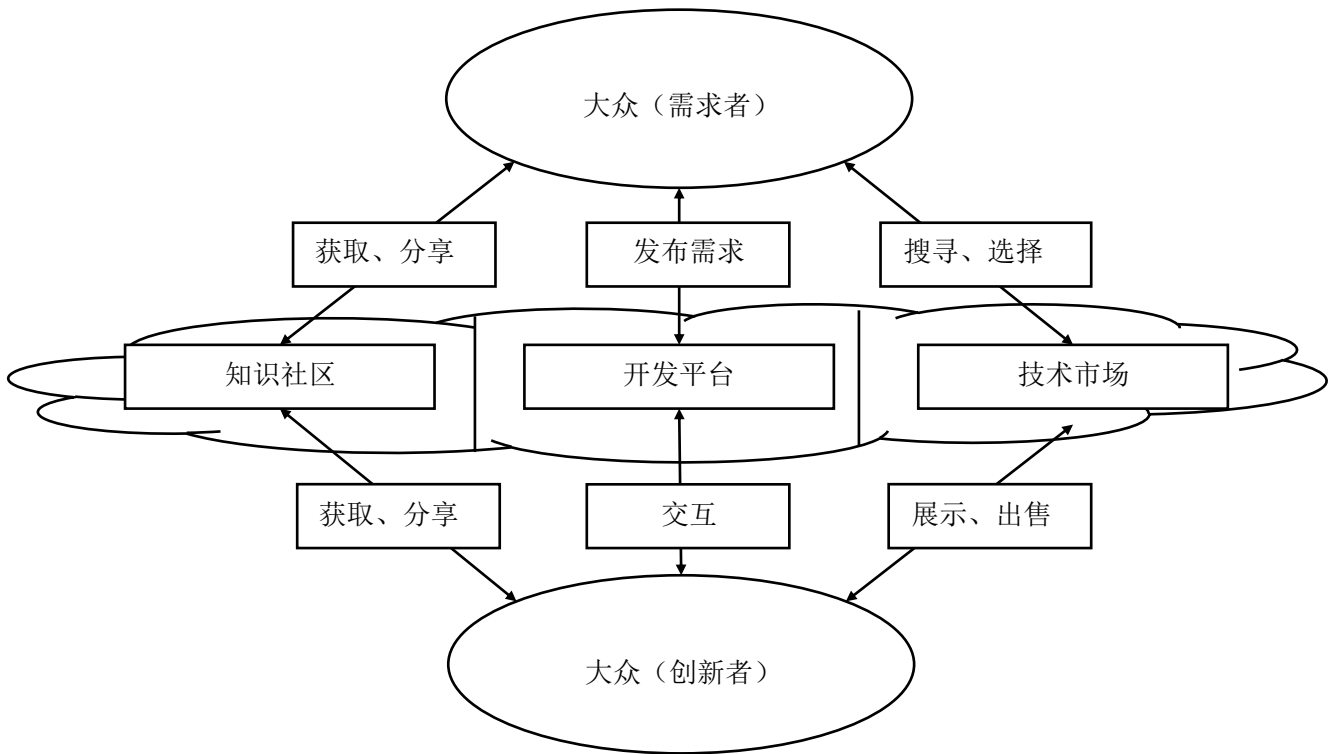 大众（需求者）
获取、分享
发布需求
搜寻、选择
知识社区
开发平台
技术市场
获取、分享
交互
展示、出售
大众（创新者）